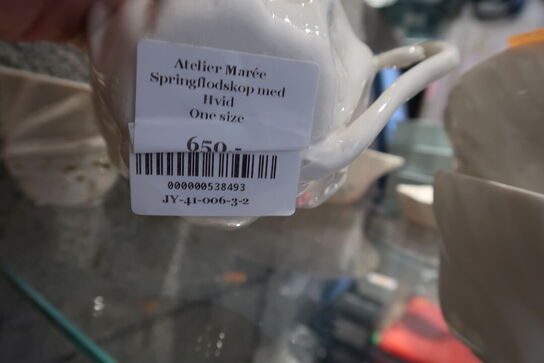 Atelier Marée
Springflodskop med
Hvid
One size
650,-
000000538493
JY-41-006-3-2